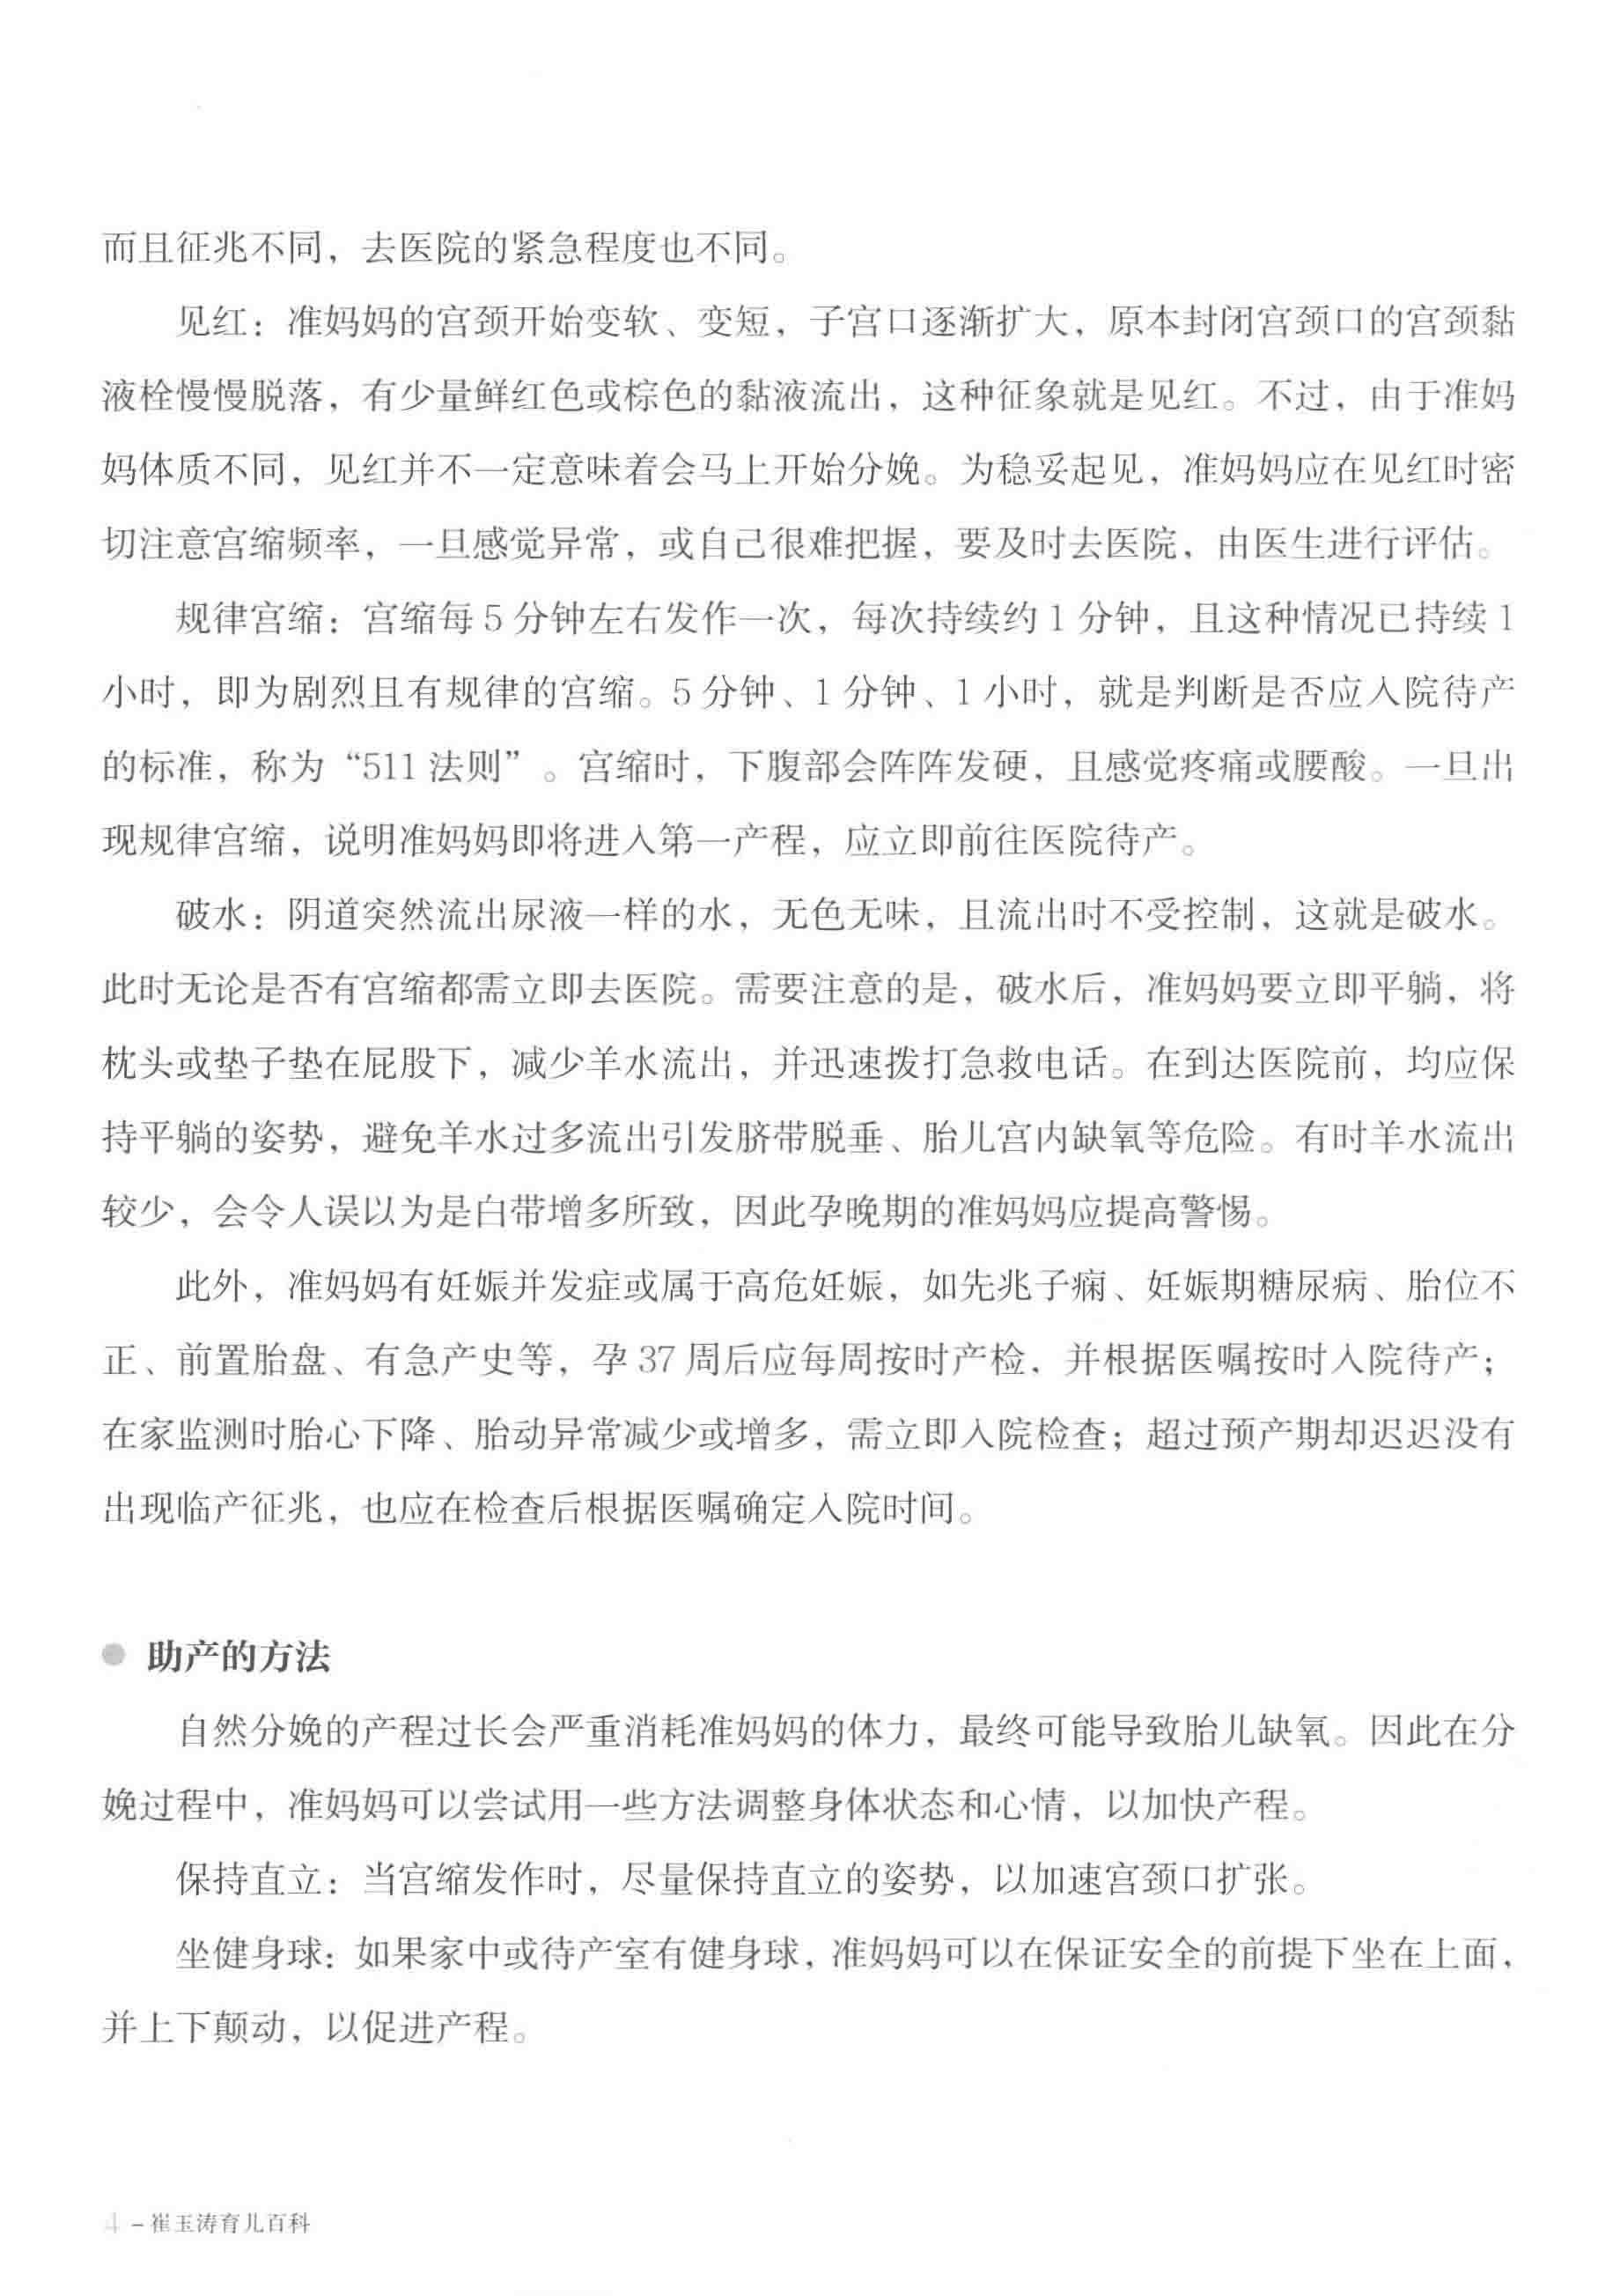 而且征兆不同，去医院的紧急程度也不同。
见红：准妈妈的宫颈开始变软、变短，子宫口逐渐扩大，原本封闭宫颈口的宫颈黏
液栓慢慢脱落，有少量鲜红色或棕色的黏液流出，这种征象就是见红。不过，由于准妈
妈体质不同，见红并不一定意味着会马上开始分娩。为稳妥起见，准妈妈应在见红时密
切注意宫缩频率，一旦感觉异常，或自己很难把握，要及时去医院，由医生进行评估。
规律宫缩：宫缩每 5 分钟左右发作一次，每次持续约 1 分钟，且这种情况已持续 1
小时，即为剧烈且有规律的宫缩。5 分钟、1 分钟、1 小时，就是判断是否应入院待产
的标准，称为“511 法则”。宫缩时，下腹部会阵阵发硬，且感觉疼痛或腰酸。一旦出
现规律宫缩，说明准妈妈即将进入第一产程，应立即前往医院待产。
破水：阴道突然流出尿液一样的水，无色无味，且流出时不受控制，这就是破水。
此时无论是否有宫缩都需立即去医院。需要注意的是，破水后，准妈妈要立即平躺，将
枕头或垫子垫在屁股下，减少羊水流出，并迅速拨打急救电话。在到达医院前，均应保
持平躺的姿势，避免羊水过多流出引发脐带脱垂、胎儿宫内缺氧等危险。有时羊水流出
较少，会令人误以为是白带增多所致，因此孕晚期的准妈妈应提高警惕。
此外，准妈妈有妊娠并发症或属于高危妊娠，如先兆子痫、妊娠期糖尿病、胎位不
正、前置胎盘、有急产史等，孕 37 周后应每周按时产检，并根据医嘱按时入院待产；
在家监测时胎心下降、胎动异常减少或增多，需立即入院检查；超过预产期却迟迟没有
出现临产征兆，也应在检查后根据医嘱确定入院时间。
助产的方法
自然分娩的产程过长会严重消耗准妈妈的体力，最终可能导致胎儿缺氧。因此在分
娩过程中，准妈妈可以尝试用一些方法调整身体状态和心情，以加快产程。
保持直立：当宫缩发作时，尽量保持直立的姿势，以加速宫颈口扩张。
坐健身球：如果家中或待产室有健身球，准妈妈可以在保证安全的前提下坐在上面，
并上下颠动，以促进产程。
4 – 崔玉涛育儿百科